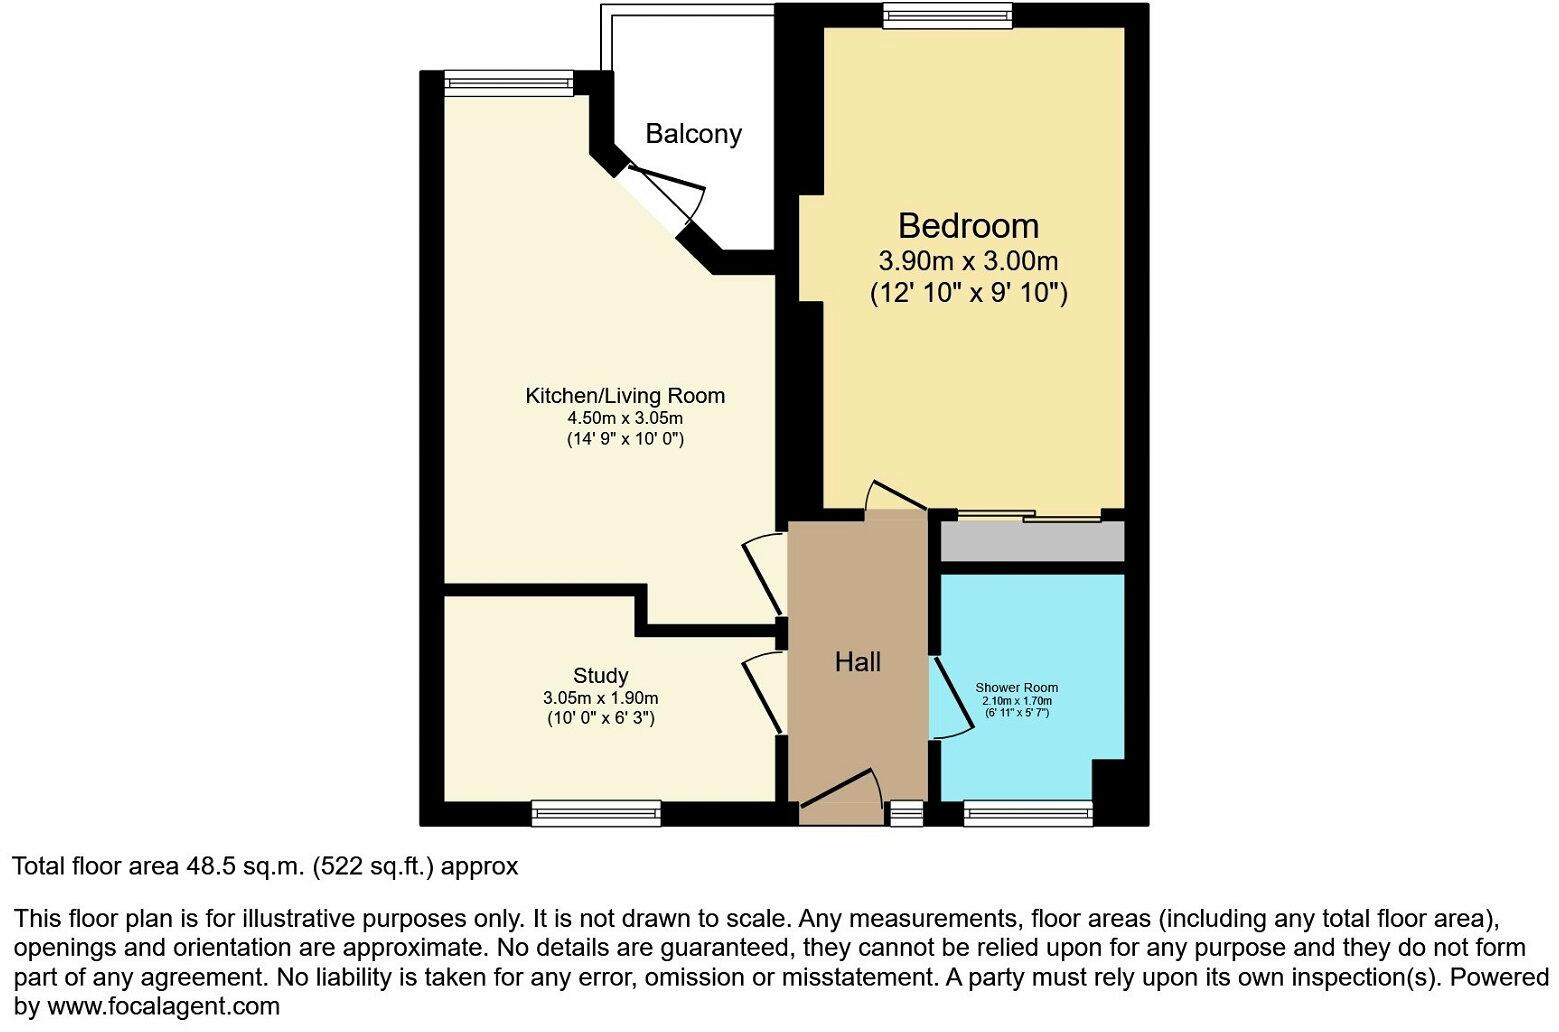 Balcony
Bedroom
3.90m x 3.00m
(12' 10" x 9' 10")
Kitchen/Living Room
4.50m x 3.05m
(14' 9" x 10' 0")
Study
3.05m x 1.90m
(10' 0" x 6' 3")
Hall
Shower Room
2.10m x 1.70m
(6' 11" x 5' 7")
Total floor area 48.5 sq.m. (522 sq.ft.) approx
This floor plan is for illustrative purposes only. It is not drawn to scale. Any measurements, floor areas (including any total floor area),
openings and orientation are approximate. No details are guaranteed, they cannot be relied upon for any purpose and they do not form
part of any agreement. No liability is taken for any error, omission or misstatement. A party must rely upon its own inspection(s). Powered
by www.focalagent.com